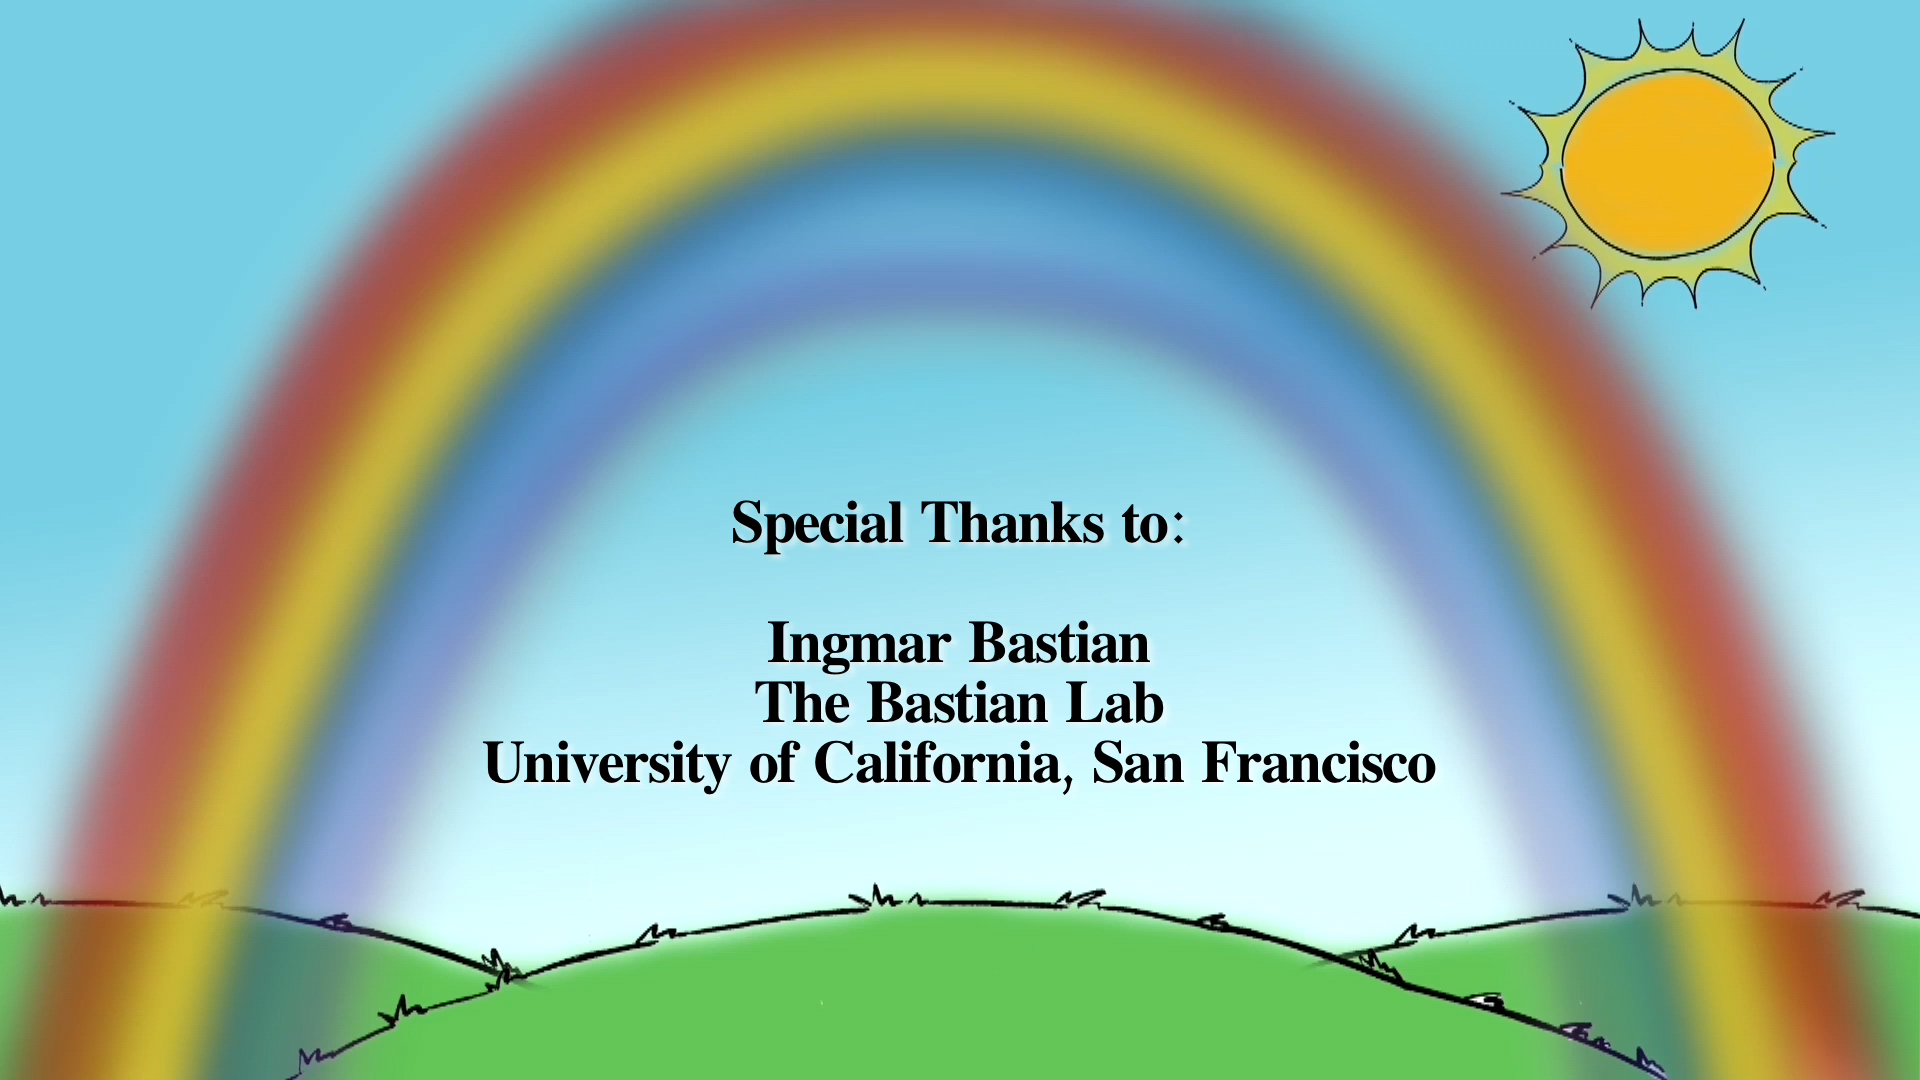 Special Thanks to:
Ingmar Bastian
The Bastian Lab
University of California, San Francisco